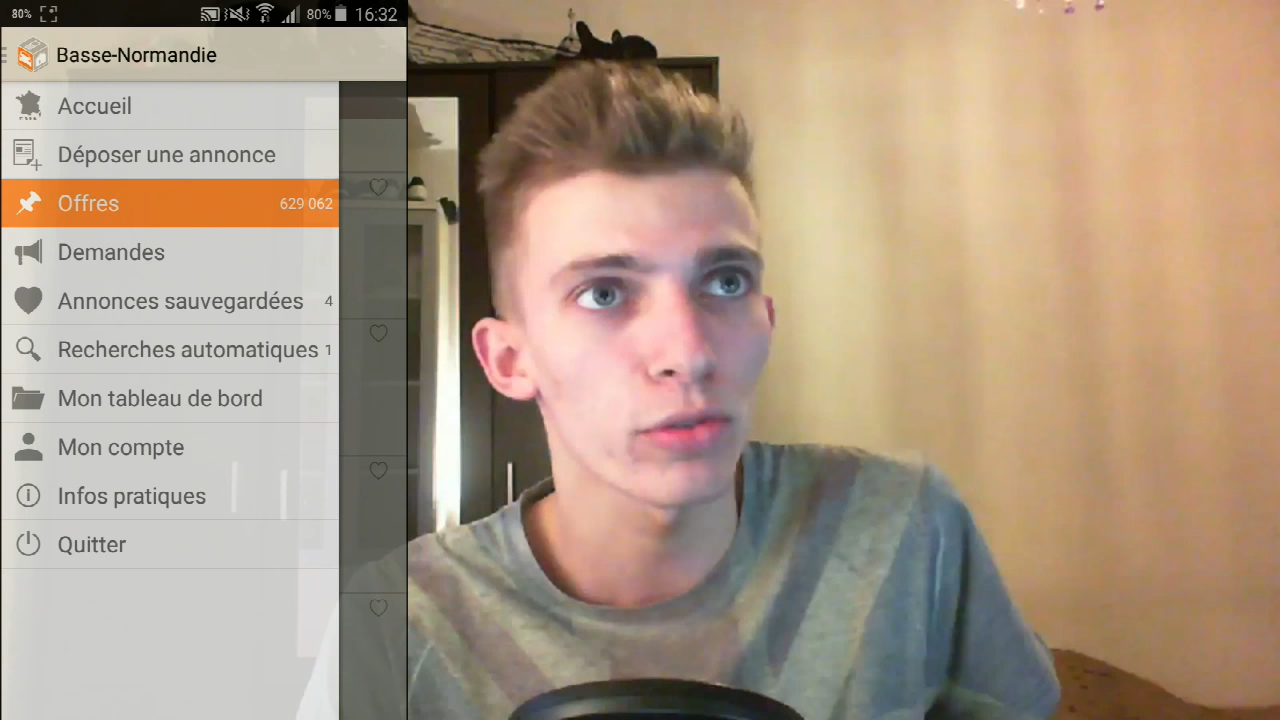 80% 80% 16:32
Basse-Normandie
Accueil
Déposer une annonce
Offres 629 062
Demandes
Annonces sauvegardées 4
Recherches automatiques 1
Mon tableau de bord
Mon compte
Infos pratiques
Quitter